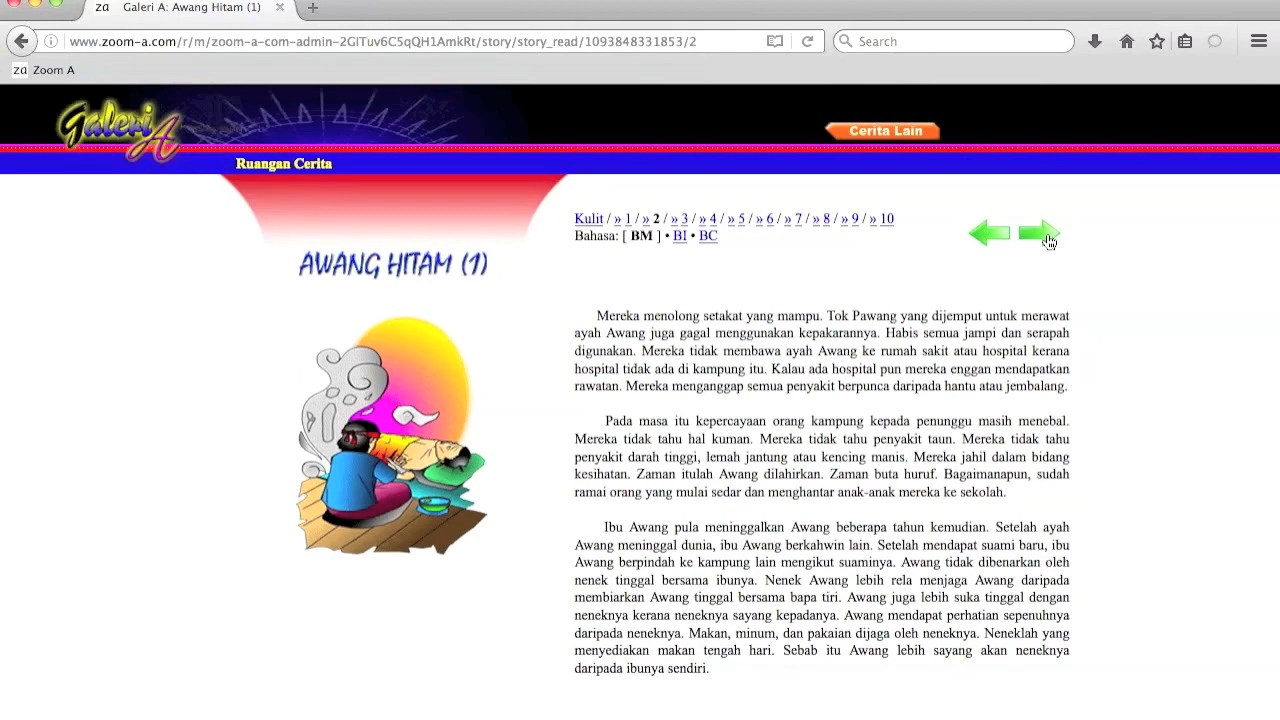 za Galeri A: Awang Hitam (1)
www.zoom-a.com/r/m/zoom-a-com-admin-2GITuv6C5qQH1AmkRt/story/story_read/1093848331853/2
Search
za Zoom A
Galeri A
Cerita Lain
Ruangan Cerita
Kulit / » 1 / » 2 / » 3 / » 4 / » 5 / » 6 / » 7 / » 8 / » 9 / » 10
Bahasa: [ BM ] • BI • BC
AWANG HITAM (1)
Mereka menolong setakat yang mampu. Tok Pawang yang dijemput untuk merawat
ayah Awang juga gagal menggunakan kepakarannya. Habis semua jampi dan serapah
digunakan. Mereka tidak membawa ayah Awang ke rumah sakit atau hospital kerana
hospital tidak ada di kampung itu. Kalau ada hospital pun mereka enggan mendapatkan
rawatan. Mereka menganggap semua penyakit berpunca daripada hantu atau jembalang.
Pada masa itu kepercayaan orang kampung kepada penunggu masih menebal.
Mereka tidak tahu hal kuman. Mereka tidak tahu penyakit taun. Mereka tidak tahu
penyakit darah tinggi, lemah jantung atau kencing manis. Mereka jahil dalam bidang
kesihatan. Zaman itulah Awang dilahirkan. Zaman buta huruf. Bagaimanapun, sudah
ramai orang yang mulai sedar dan menghantar anak-anak mereka ke sekolah.
Ibu Awang pula meninggalkan Awang beberapa tahun kemudian. Setelah ayah
Awang meninggal dunia, ibu Awang berkahwin lain. Setelah mendapat suami baru, ibu
Awang berpindah ke kampung lain mengikut suaminya. Awang tidak dibenarkan oleh
nenek tinggal bersama ibunya. Nenek Awang lebih rela menjaga Awang daripada
membiarkan Awang tinggal bersama bapa tiri. Awang juga lebih suka tinggal dengan
neneknya kerana neneknya sayang kepadanya. Awang mendapat perhatian sepenuhnya
daripada neneknya. Makan, minum, dan pakaian dijaga oleh neneknya. Neneklah yang
menyediakan makan tengah hari. Sebab itu Awang lebih sayang akan neneknya
daripada ibunya sendiri.